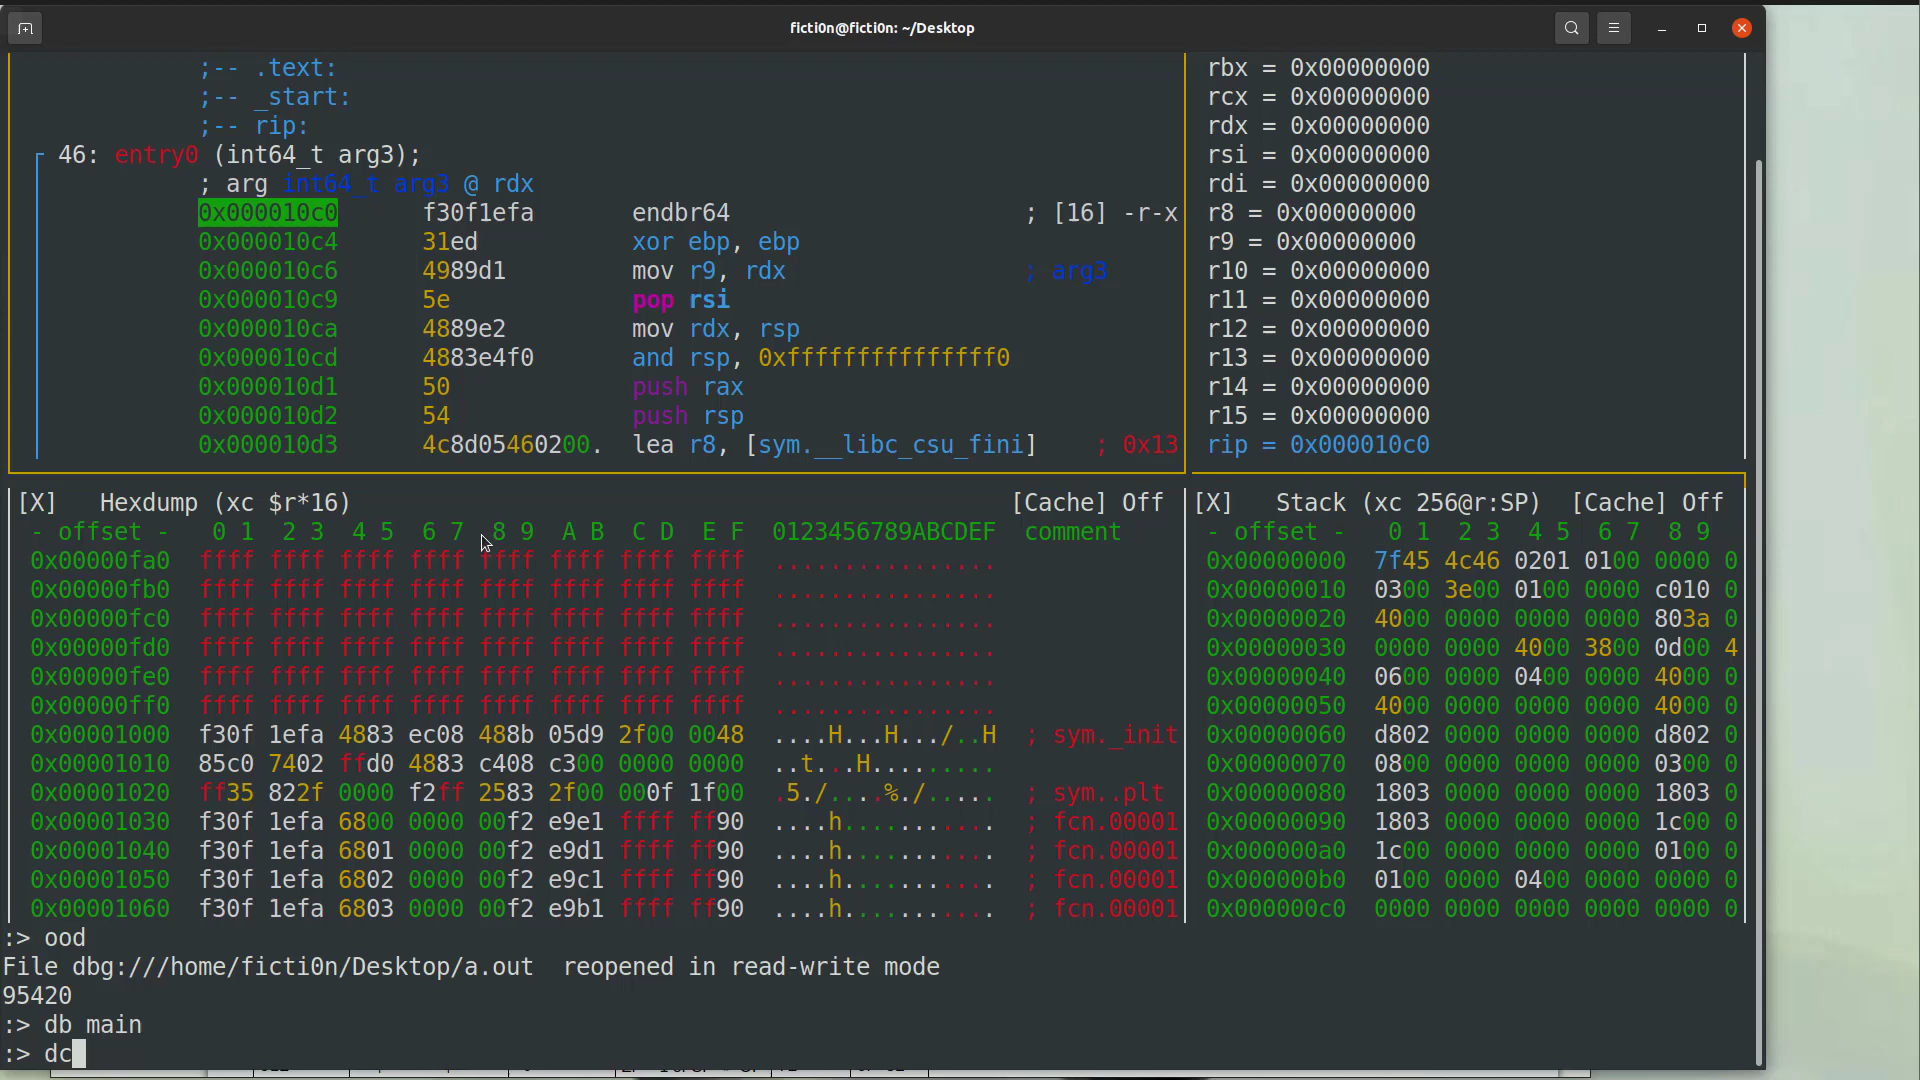 ficti0n@ficti0n: ~/Desktop
;-- .text:
;-- _start:
;-- rip:
46: entry0 (int64_t arg3);
; arg int64_t arg3 @ rdx
0x000010c0 f30f1efa endbr64 ; [16] -r-x
0x000010c4 31ed xor ebp, ebp
0x000010c6 4989d1 mov r9, rdx ; arg3
0x000010c9 5e pop rsi
0x000010ca 4889e2 mov rdx, rsp
0x000010cd 4883e4f0 and rsp, 0xfffffffffffffff0
0x000010d1 50 push rax
0x000010d2 54 push rsp
0x000010d3 4c8d05460200. lea r8, [sym.__libc_csu_fini] ; 0x13
rbx = 0x00000000
rcx = 0x00000000
rdx = 0x00000000
rsi = 0x00000000
rdi = 0x00000000
r8 = 0x00000000
r9 = 0x00000000
r10 = 0x00000000
r11 = 0x00000000
r12 = 0x00000000
r13 = 0x00000000
r14 = 0x00000000
r15 = 0x00000000
rip = 0x000010c0
[X] Hexdump (xc $r*16) [Cache] Off
- offset - 0 1 2 3 4 5 6 7 8 9 A B C D E F 0123456789ABCDEF comment
0x00000fa0 ffff ffff ffff ffff ffff ffff ffff ffff ................
0x00000fb0 ffff ffff ffff ffff ffff ffff ffff ffff ................
0x00000fc0 ffff ffff ffff ffff ffff ffff ffff ffff ................
0x00000fd0 ffff ffff ffff ffff ffff ffff ffff ffff ................
0x00000fe0 ffff ffff ffff ffff ffff ffff ffff ffff ................
0x00000ff0 ffff ffff ffff ffff ffff ffff ffff ffff ................
0x00001000 f30f 1efa 4883 ec08 488b 05d9 2f00 0048 ....H...H.../..H ; sym._init
0x00001010 85c0 7402 ffd0 4883 c408 c300 0000 0000 ..t...H.........
0x00001020 ff35 822f 0000 f2ff 2583 2f00 000f 1f00 .5./....%./..... ; sym..plt
0x00001030 f30f 1efa 6800 0000 00f2 e9e1 ffff ff90 ....h........... ; fcn.00001
0x00001040 f30f 1efa 6801 0000 00f2 e9d1 ffff ff90 ....h........... ; fcn.00001
0x00001050 f30f 1efa 6802 0000 00f2 e9c1 ffff ff90 ....h........... ; fcn.00001
0x00001060 f30f 1efa 6803 0000 00f2 e9b1 ffff ff90 ....h........... ; fcn.00001
[X] Stack (xc 256@r:SP) [Cache] Off
- offset - 0 1 2 3 4 5 6 7 8 9
0x00000000 7f45 4c46 0201 0100 0000 0
0x00000010 0300 3e00 0100 0000 c010 0
0x00000020 4000 0000 0000 0000 803a 0
0x00000030 0000 0000 4000 3800 0d00 4
0x00000040 0600 0000 0400 0000 4000 0
0x00000050 4000 0000 0000 0000 4000 0
0x00000060 d802 0000 0000 0000 d802 0
0x00000070 0800 0000 0000 0000 0300 0
0x00000080 1803 0000 0000 0000 1803 0
0x00000090 1803 0000 0000 0000 1c00 0
0x000000a0 1c00 0000 0000 0000 0100 0
0x000000b0 0100 0000 0400 0000 0000 0
0x000000c0 0000 0000 0000 0000 0000 0
:> ood
File dbg:///home/ficti0n/Desktop/a.out reopened in read-write mode
95420
:> db main
:> dc